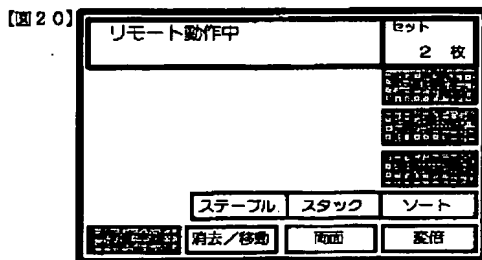 【図20】
リモート動作中
セット
2 枚
ステープル
スタック
ソート
消去/移動
両面
変倍